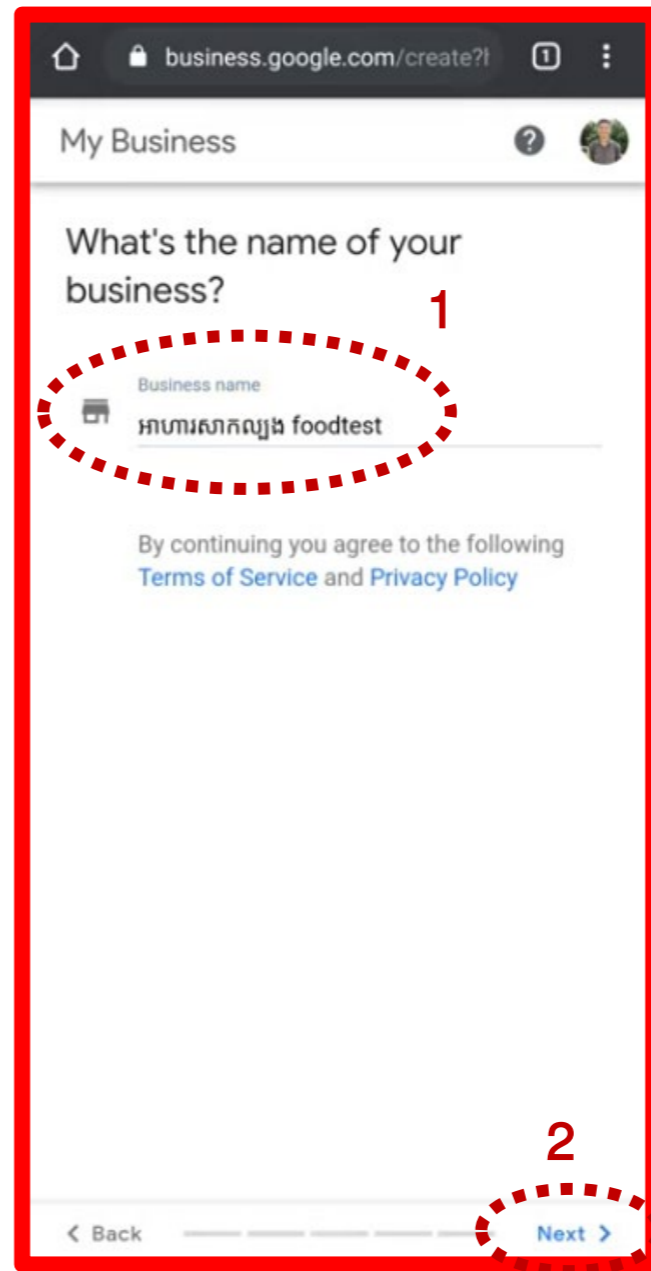 business.google.com/create?h
1
My Business
?
What's the name of your
business?
1
Business name
អាហារសាកល្បង foodtest
By continuing you agree to the following
Terms of Service and Privacy Policy
2
Back
Next